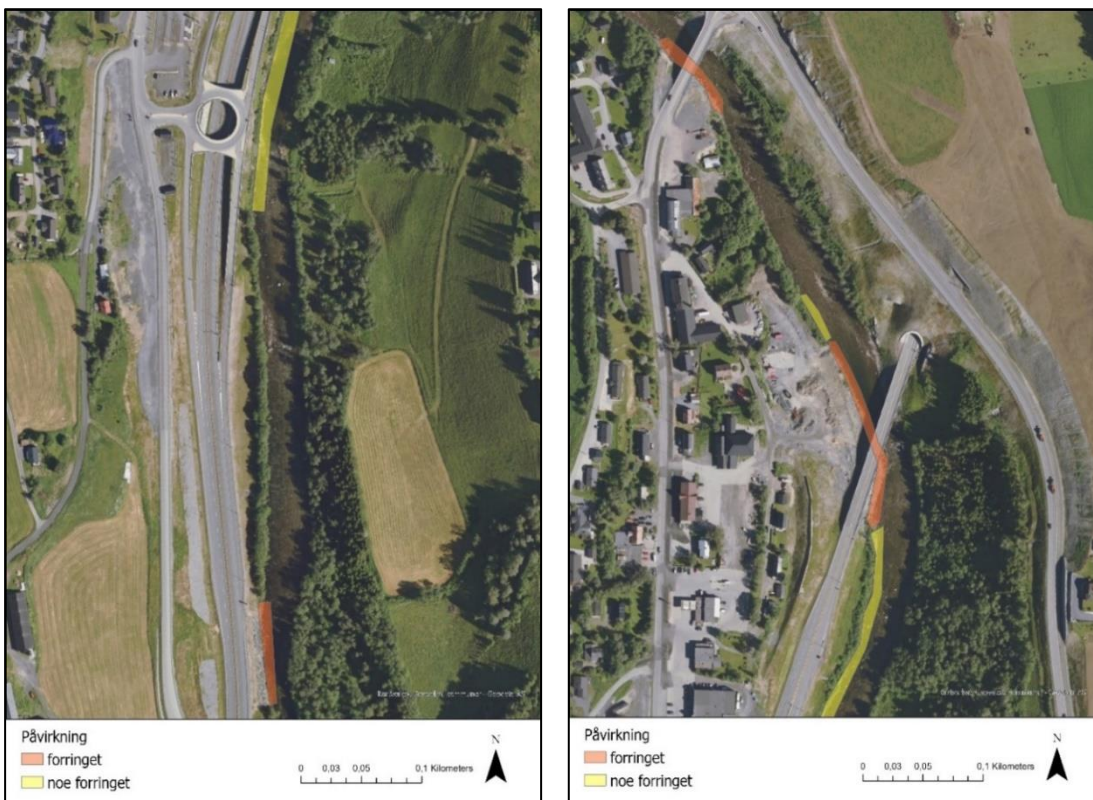 Påvirkning
forringet
noe forringet
N
0 0,03 0,05 0,1 Kilometers
Påvirkning
forringet
noe forringet
N
0 0,03 0,05 0,1 Kilometers